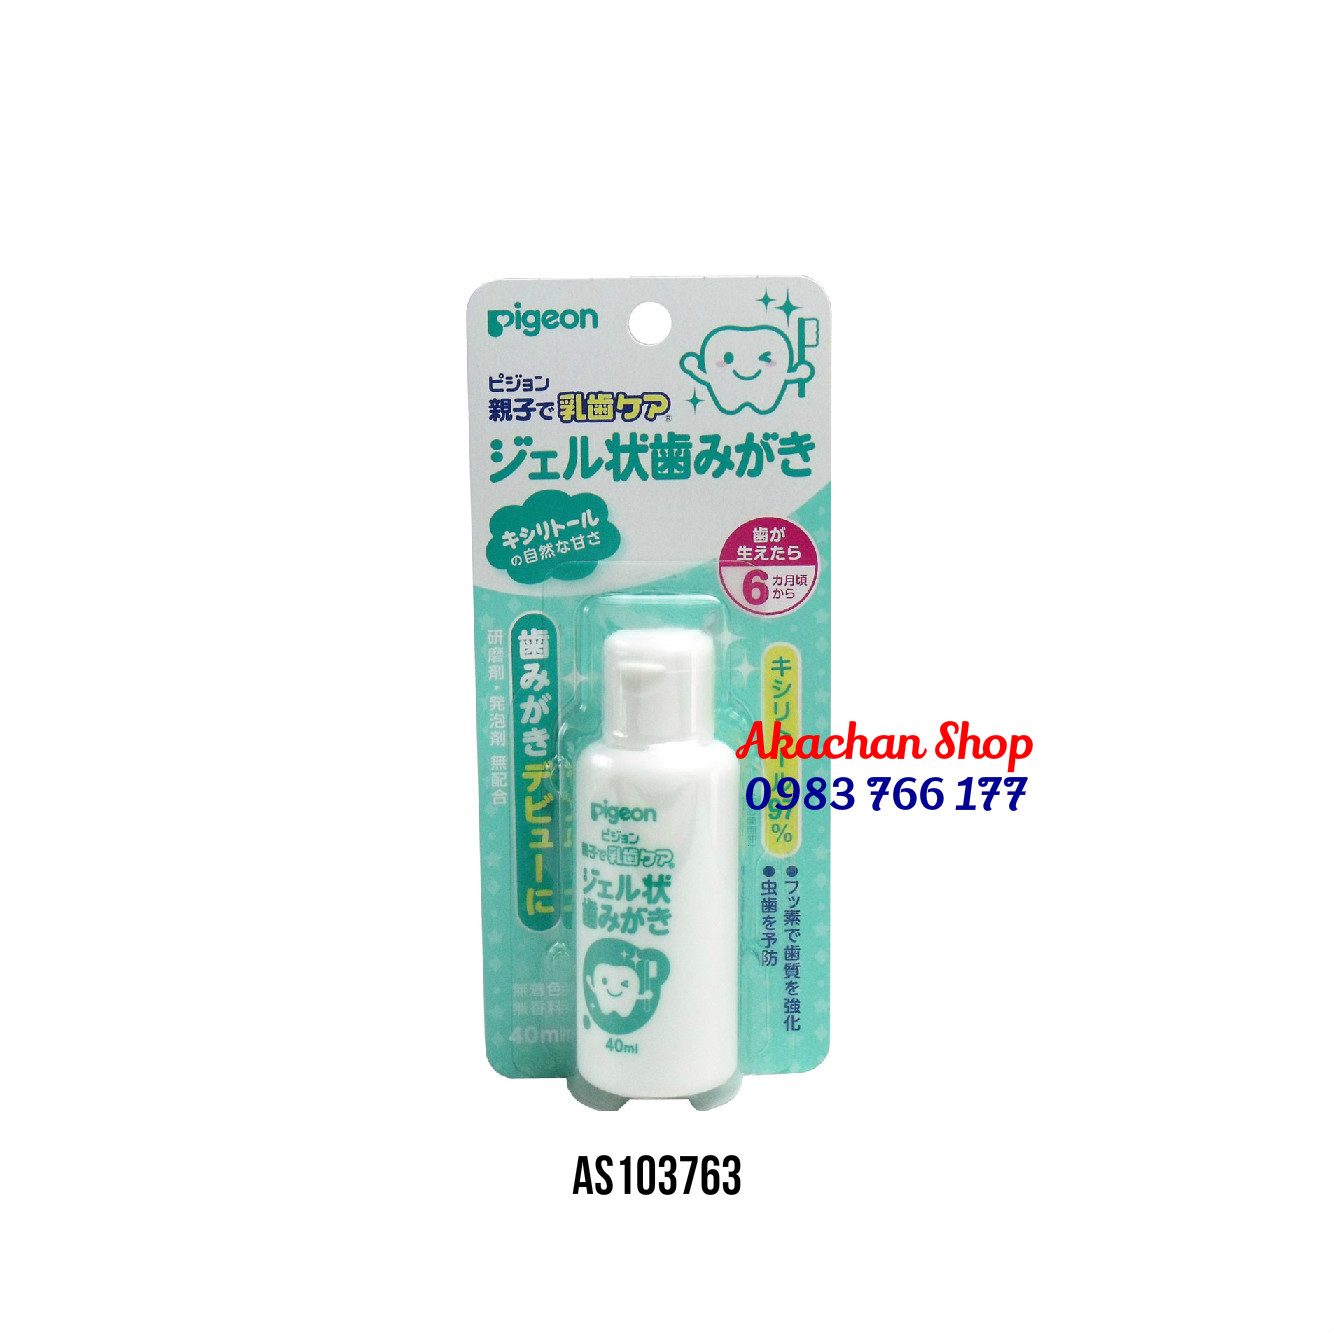 pigeon
ピジョン
親子で乳歯ケア®
ジェル状歯みがき
キシリトール
の自然な甘さ
歯が
生えたら
6カ月頃
から
研磨剤・発泡剤 無配合
歯みがきデビューに
キシリトール97%
Akachan Shop
0983 766 177
●フッ素で歯質を強化
●虫歯を予防
無着色
無香料
40ml
pigeon
ピジョン
親子で乳歯ケア®
ジェル状
歯みがき
40ml
AS103763